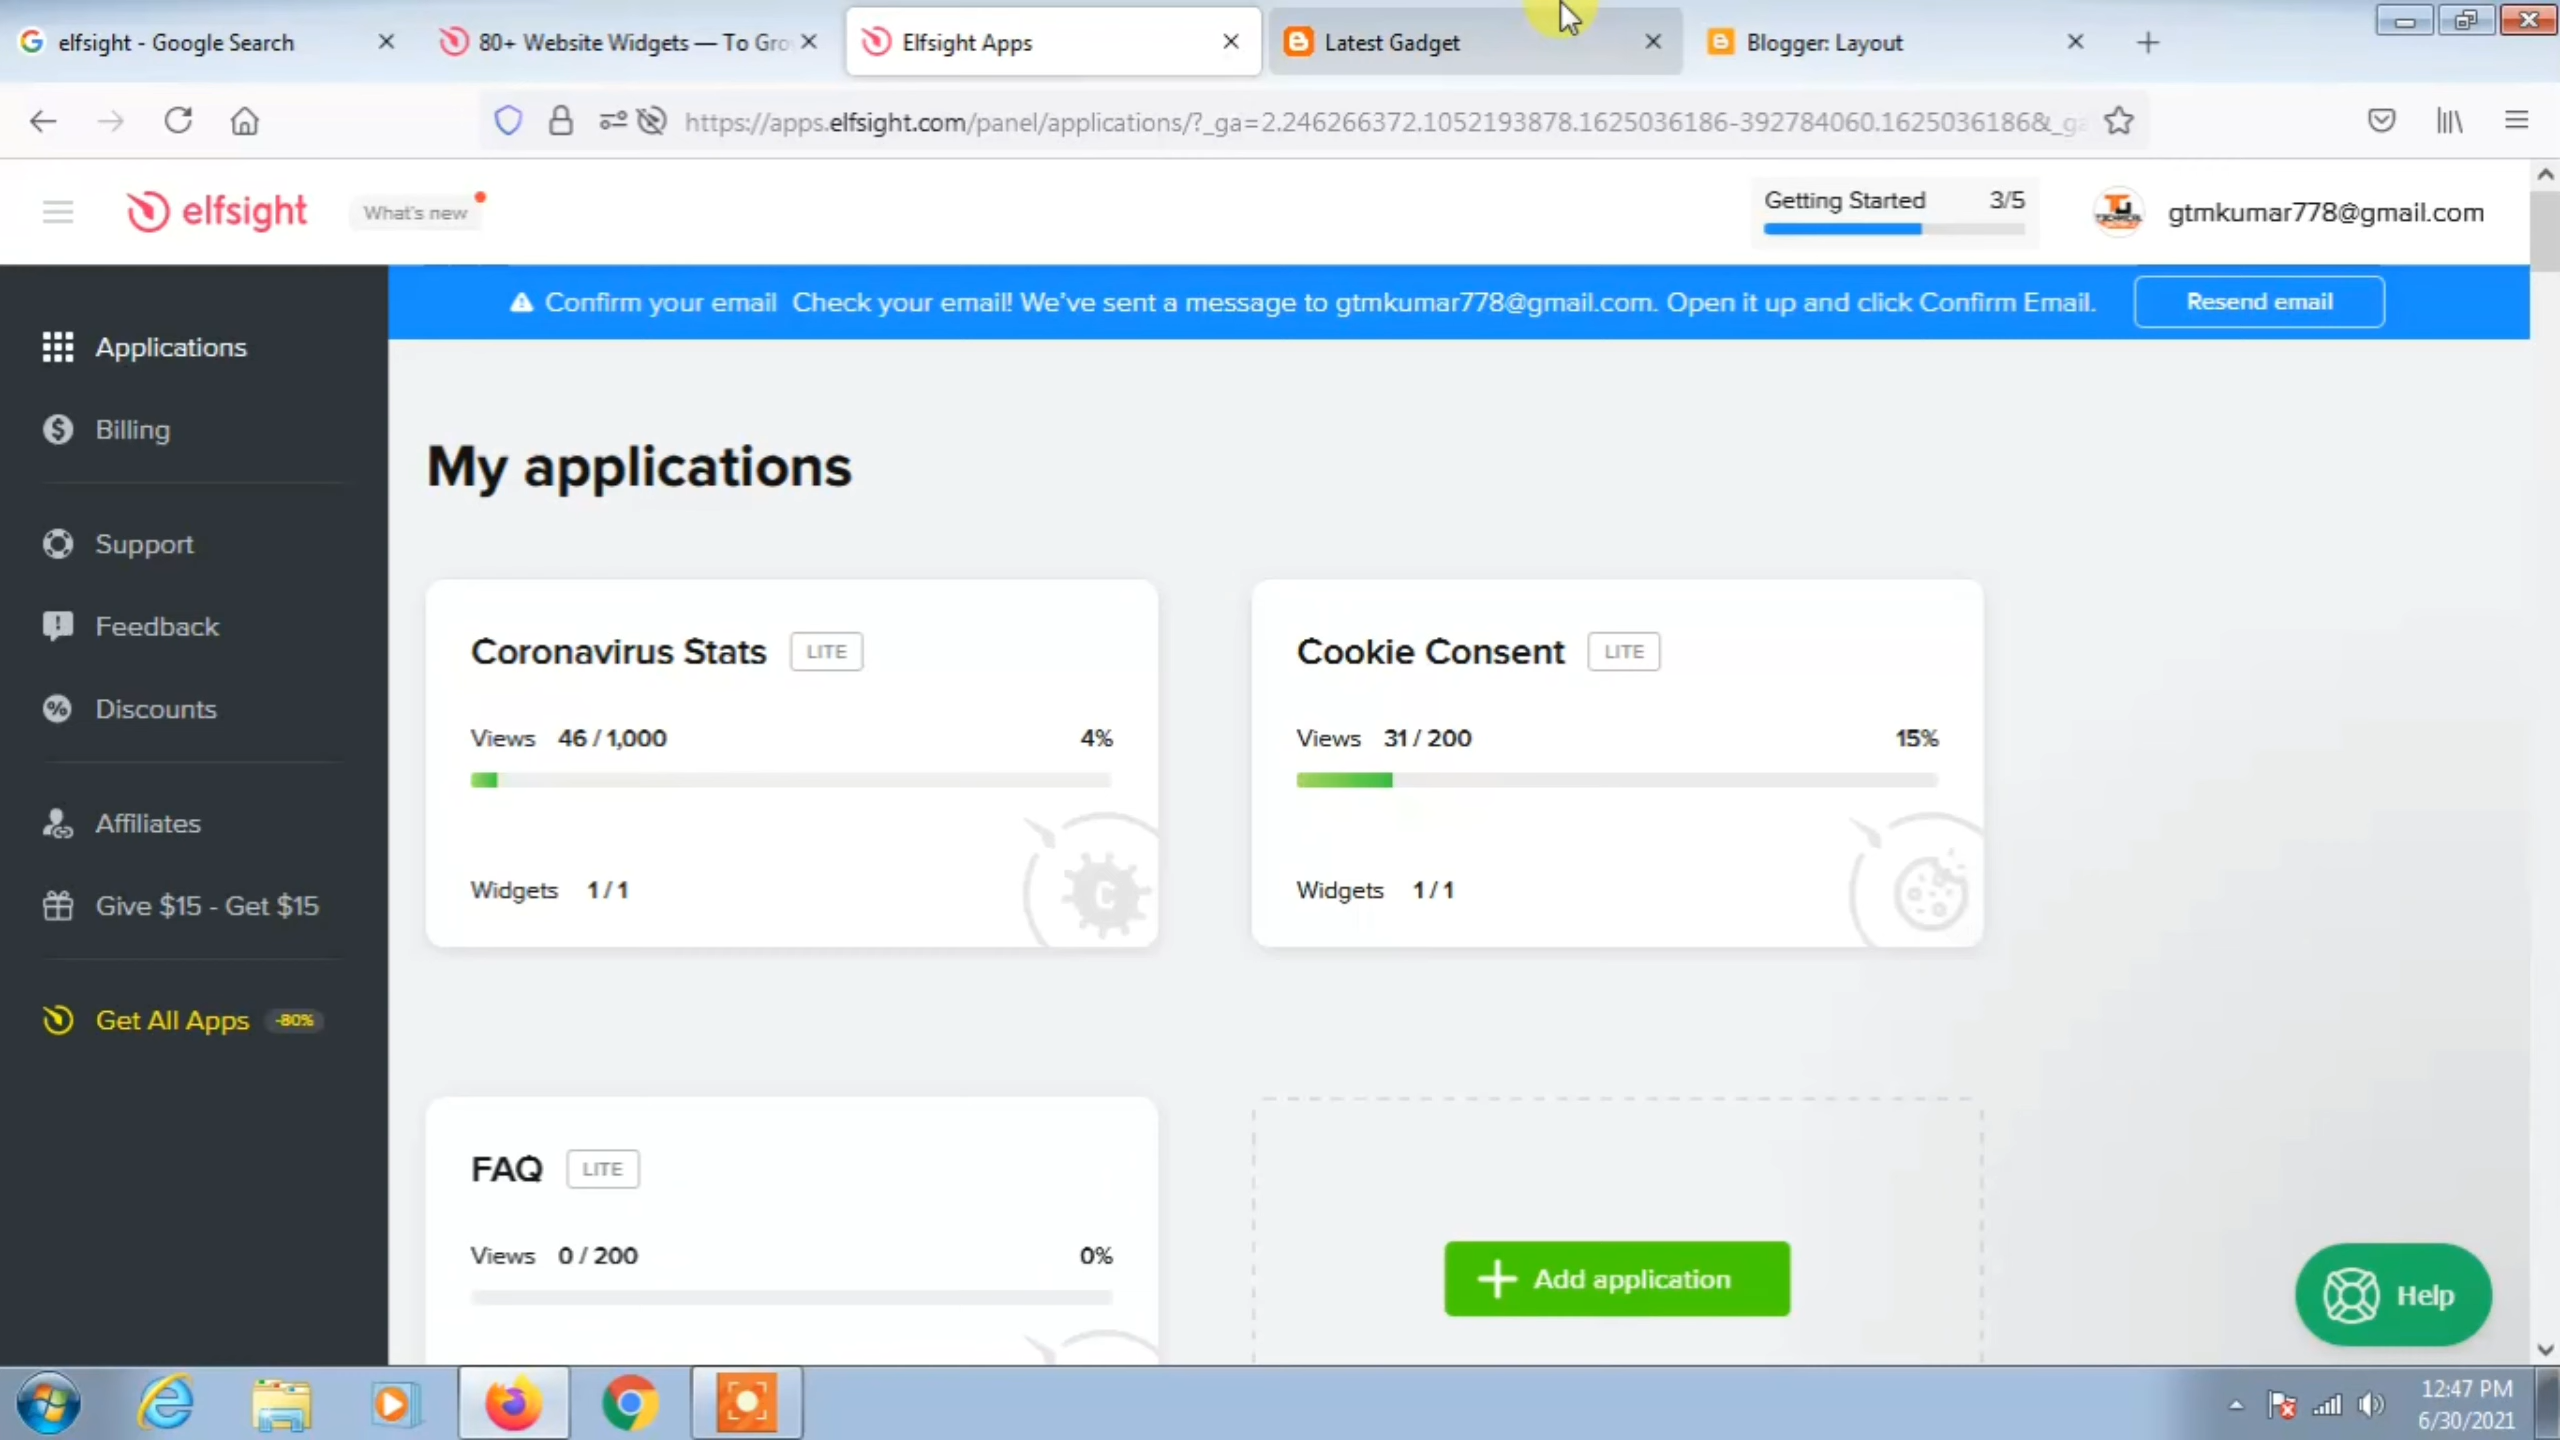 elfsight - Google Search
80+ Website Widgets — To Gro
Elfsight Apps
Latest Gadget
Blogger: Layout
https://apps.elfsight.com/panel/applications/?_ga=2.246266372.1052193878.1625036186-392784060.1625036186&_ga
elfsight
What's new
Getting Started 3/5
gtmkumar778@gmail.com
Confirm your email Check your email! We've sent a message to gtmkumar778@gmail.com. Open it up and click Confirm Email.
Resend email
Applications
Billing
Support
Feedback
Discounts
Affiliates
Give $15 - Get $15
Get All Apps -80%
My applications
Coronavirus Stats LITE
Views 46 / 1,000 4%
Widgets 1 / 1
Cookie Consent LITE
Views 31 / 200 15%
Widgets 1 / 1
FAQ LITE
Views 0 / 200 0%
Add application
Help
12:47 PM
6/30/2021